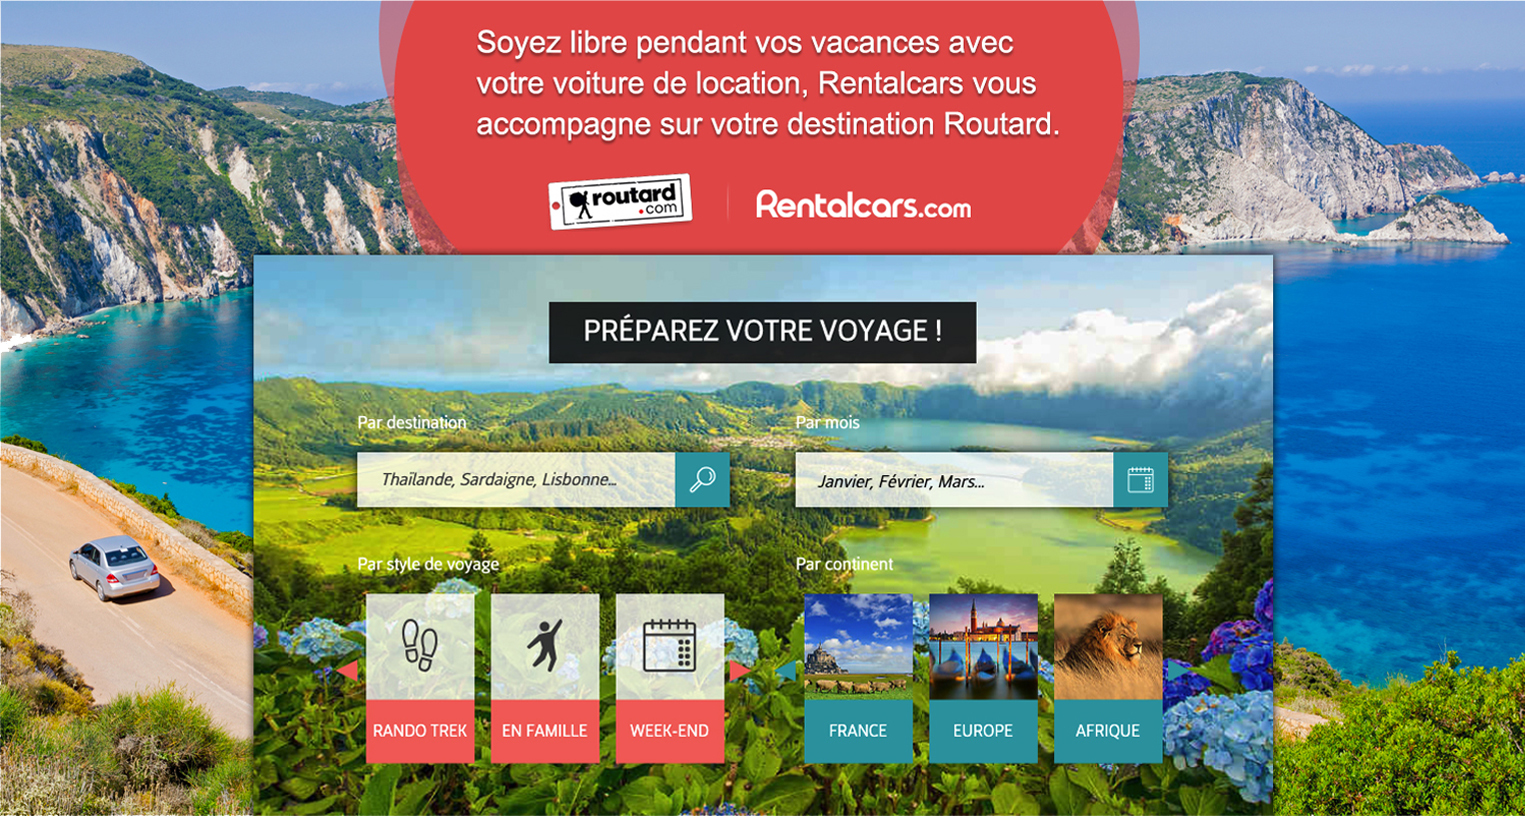 Soyez libre pendant vos vacances avec
votre voiture de location, Rentalcars vous
accompagne sur votre destination Routard.
routard
.com
Rentalcars.com
PRÉPAREZ VOTRE VOYAGE !
Par destination
Par mois
Thaïlande, Sardaigne, Lisbonne...
Janvier, Février, Mars...
Par style de voyage
Par continent
RANDO TREK
EN FAMILLE
WEEK-END
FRANCE
EUROPE
AFRIQUE